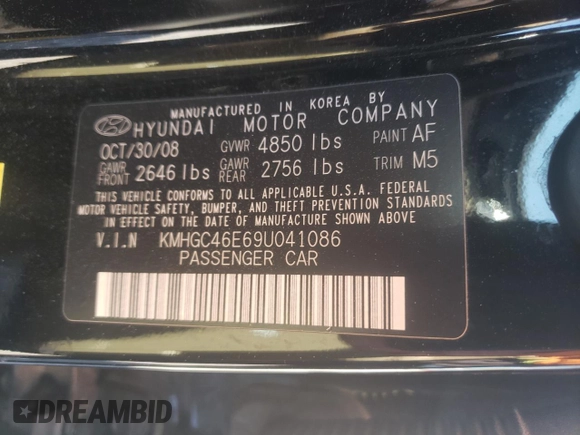 MANUFACTURED IN KOREA BY
HYUNDAI MOTOR COMPANY
OCT/30/08 GVWR 4850 lbs PAINT AF
GAWR FRONT 2646 lbs GAWR REAR 2756 lbs TRIM M5
THIS VEHICLE CONFORMS TO ALL APPLICABLE U.S.A. FEDERAL
MOTOR VEHICLE SAFETY, BUMPER, AND THEFT PREVENTION STANDARDS
IN EFFECT ON THE DATE OF MANUFACTURE SHOWN ABOVE
V.I.N KMHGC46E69U041086
PASSENGER CAR
DREAMBID